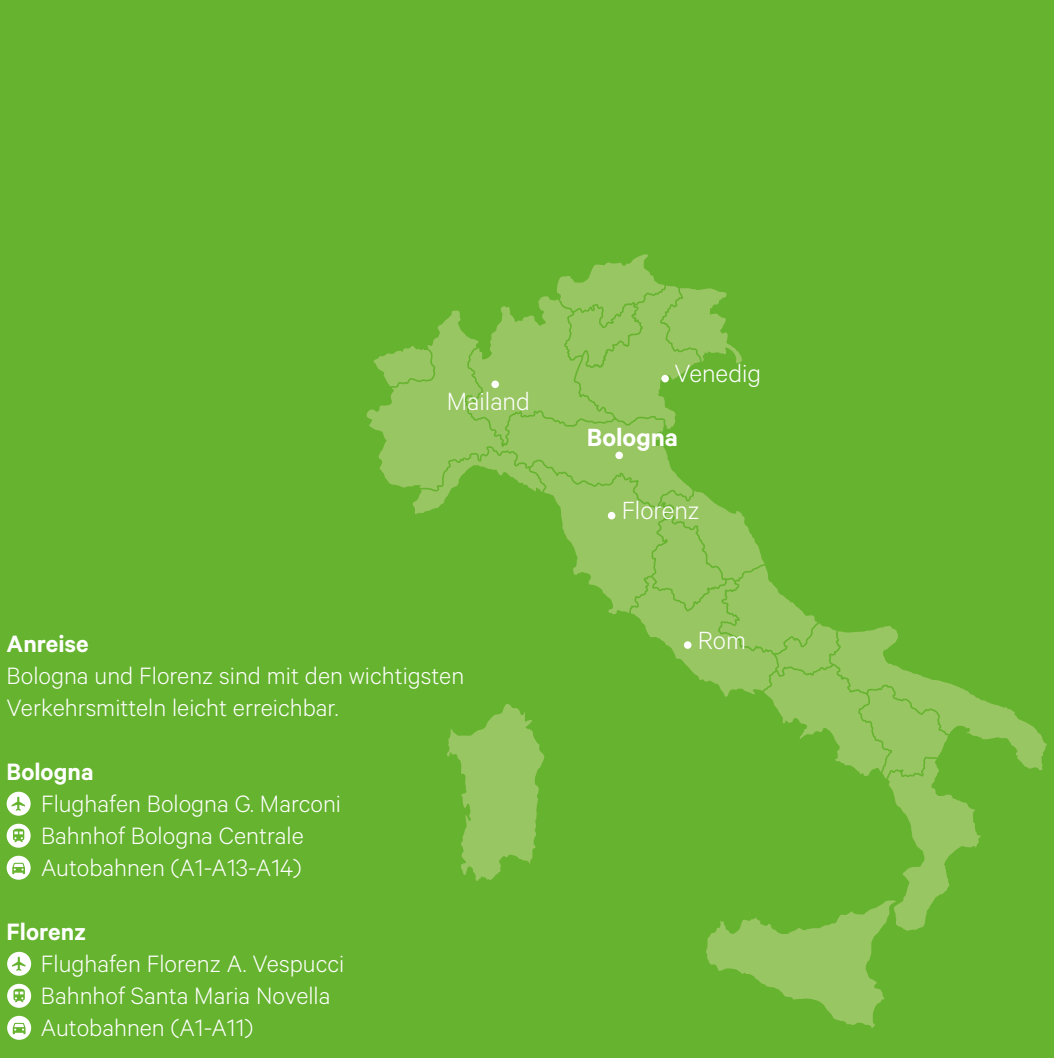 Venedig
Mailand
Bologna
Florenz
Rom
Anreise
Bologna und Florenz sind mit den wichtigsten
Verkehrsmitteln leicht erreichbar.
Bologna
Flughafen Bologna G. Marconi
Bahnhof Bologna Centrale
Autobahnen (A1-A13-A14)
Florenz
Flughafen Florenz A. Vespucci
Bahnhof Santa Maria Novella
Autobahnen (A1-A11)